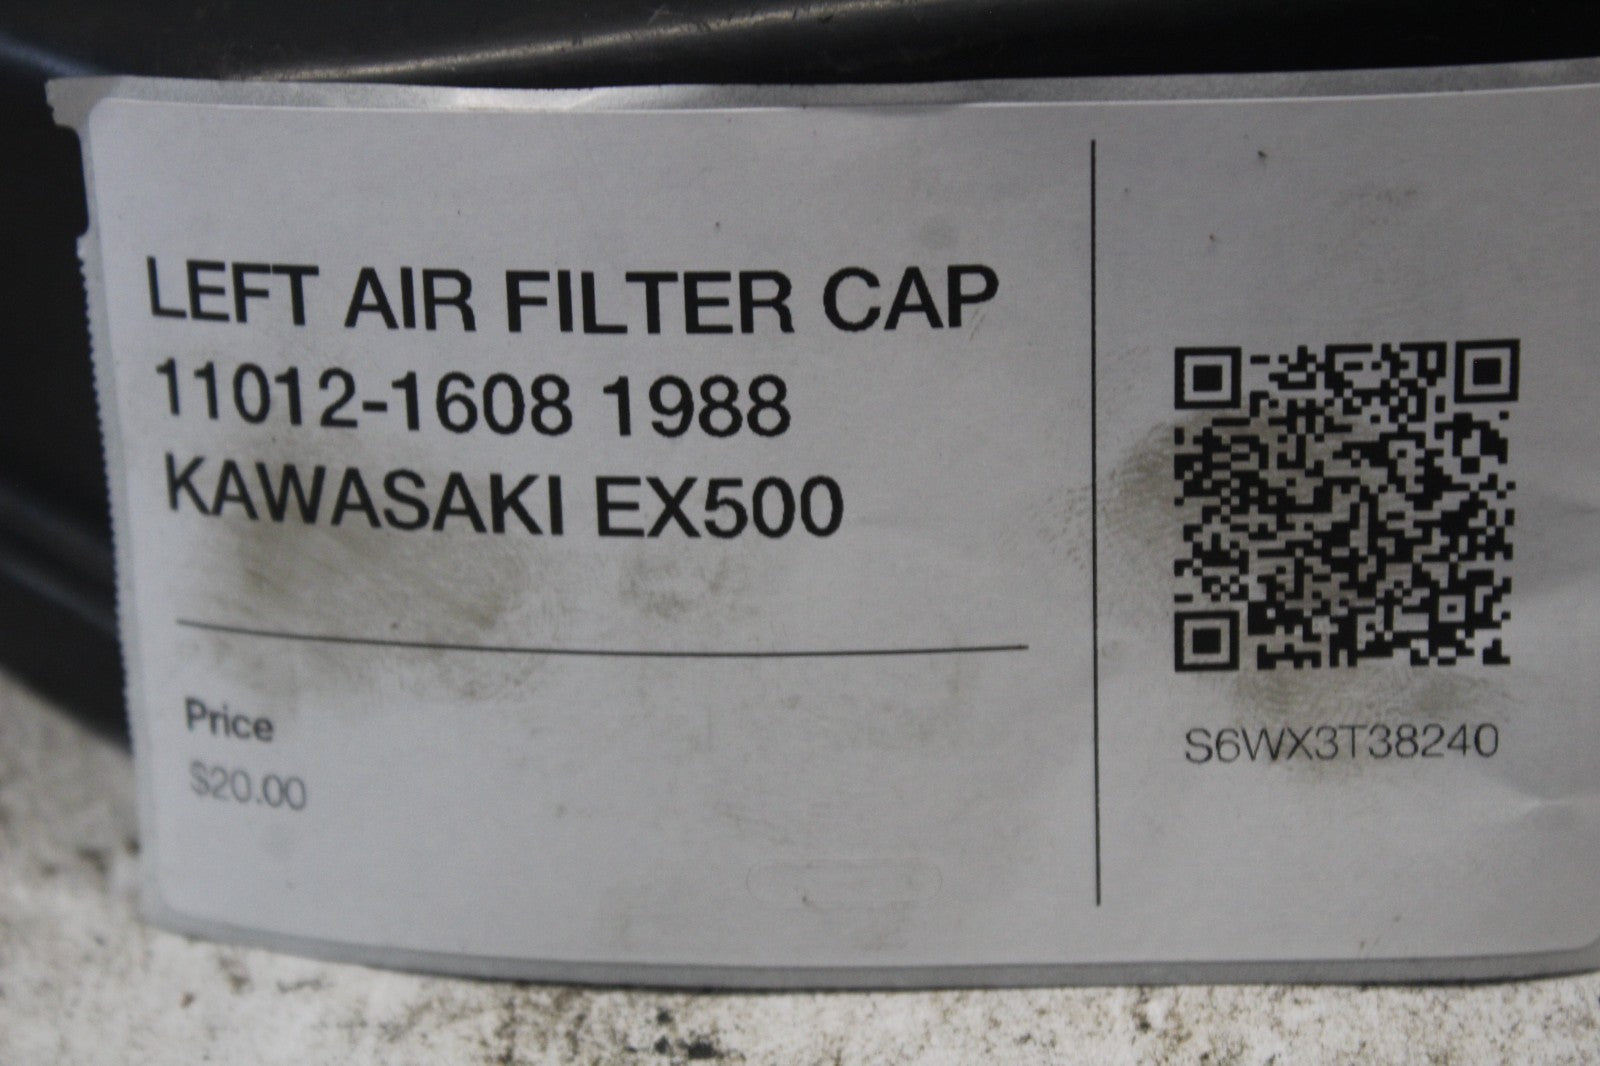 LEFT AIR FILTER CAP
11012-1608 1988
KAWASAKI EX500
Price
$20.00
S6WX3T38240